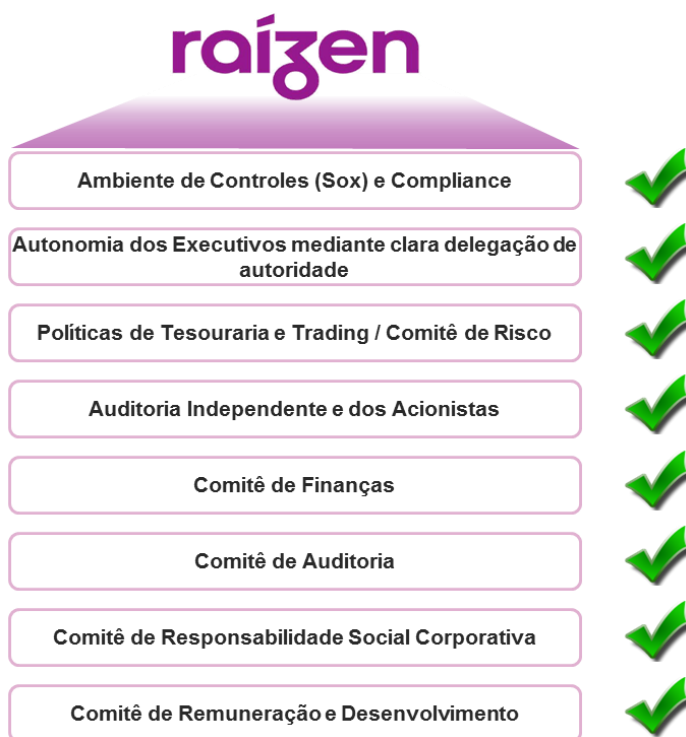 raízen
Ambiente de Controles (Sox) e Compliance
Autonomia dos Executivos mediante clara delegação de
autoridade
Políticas de Tesouraria e Trading / Comitê de Risco
Auditoria Independente e dos Acionistas
Comitê de Finanças
Comitê de Auditoria
Comitê de Responsabilidade Social Corporativa
Comitê de Remuneração e Desenvolvimento